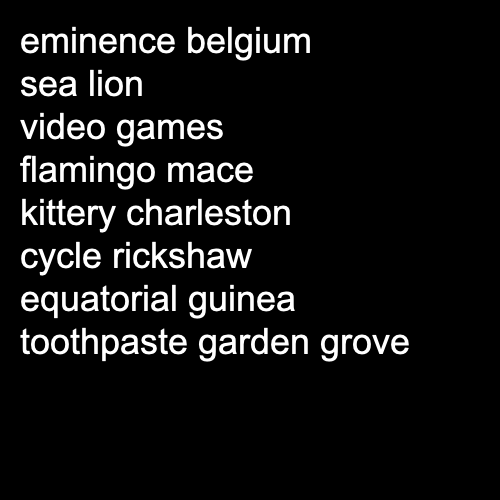 eminence belgium
sea lion
video games
flamingo mace
kittery charleston
cycle rickshaw
equatorial guinea
toothpaste garden grove